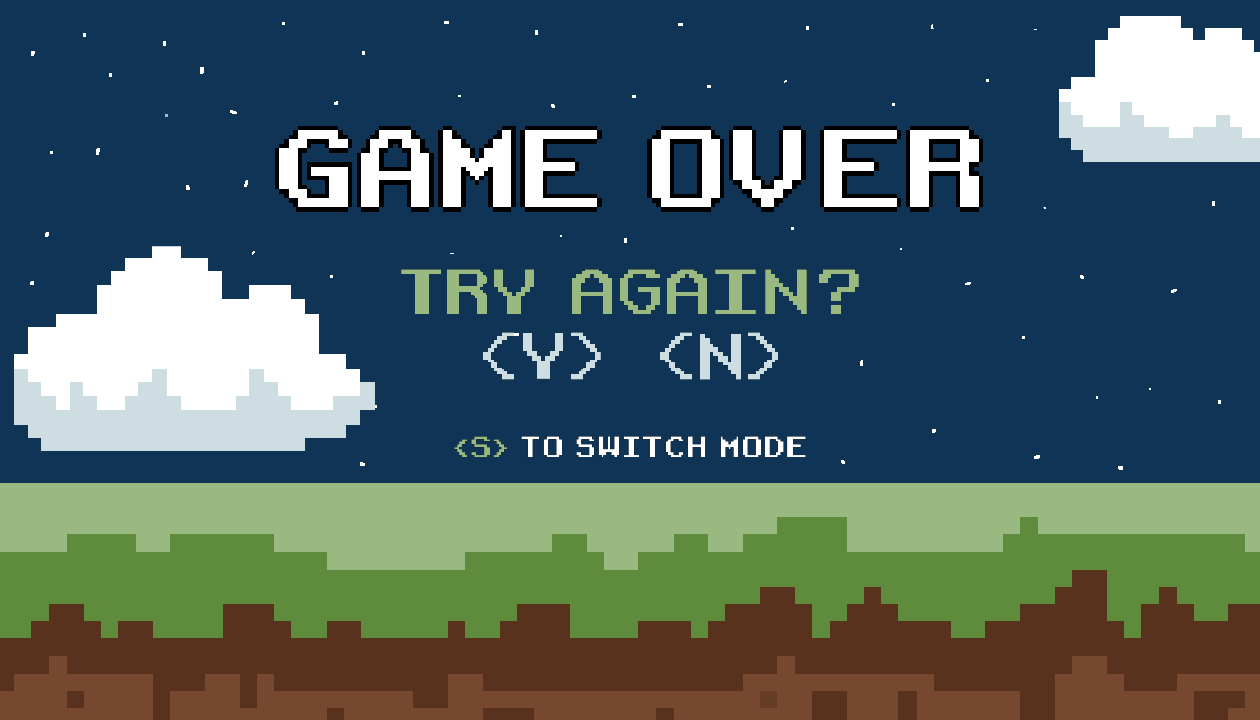 GAME OVER
TRY AGAIN?
<Y> <N>
<S> TO SWITCH MODE